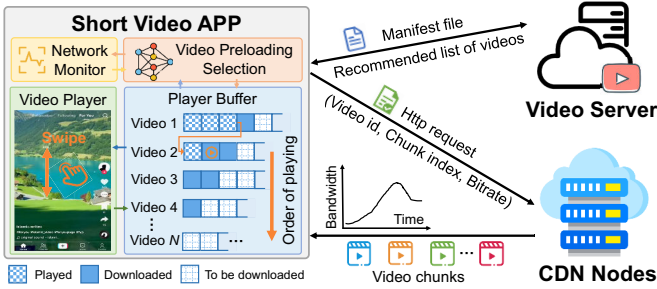 Short Video APP
Network
Monitor
Video Preloading
Selection
Video Player
Swipe
Player Buffer
Video 1
Video 2
Video 3
Video 4
Video N
...
Order of playing
Played
Downloaded
To be downloaded
Manifest file
Recommended list of videos
Http request
(Video id, Chunk index, Bitrate)
Bandwidth
Time
...
Video chunks
Video Server
CDN Nodes